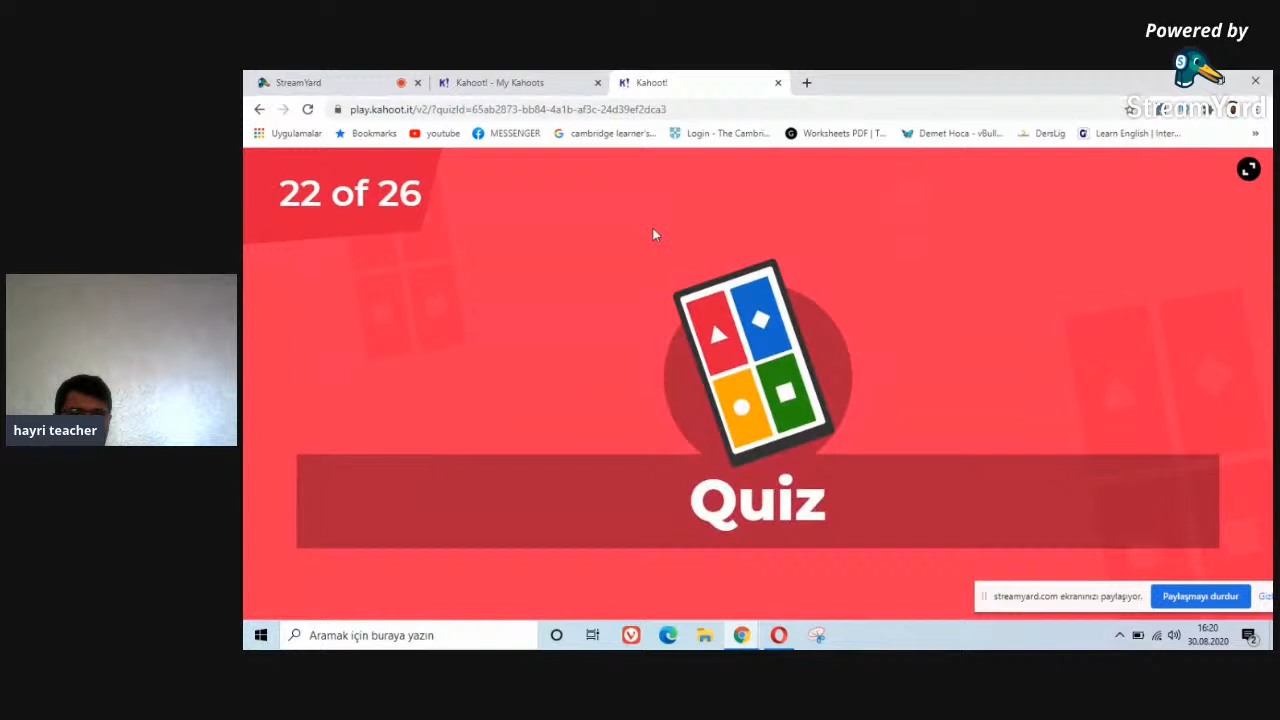 Powered by
StreamYard
StreamYard
Kahoot! - My Kahoots
Kahoot!
play.kahoot.it/v2/?quizId=65ab2873-bb84-4a1b-af3c-24d39ef2dca3
Uygulamalar
Bookmarks
youtube
MESSENGER
cambridge learner's...
Login - The Cambri...
Worksheets PDF | T...
Demet Hoca - vBull...
DersLig
Learn English | Inter...
22 of 26
hayri teacher
Quiz
streamyard.com ekranınızı paylaşıyor.
Paylaşmayı durdur
Aramak için buraya yazın
16:20
30.08.2020
2